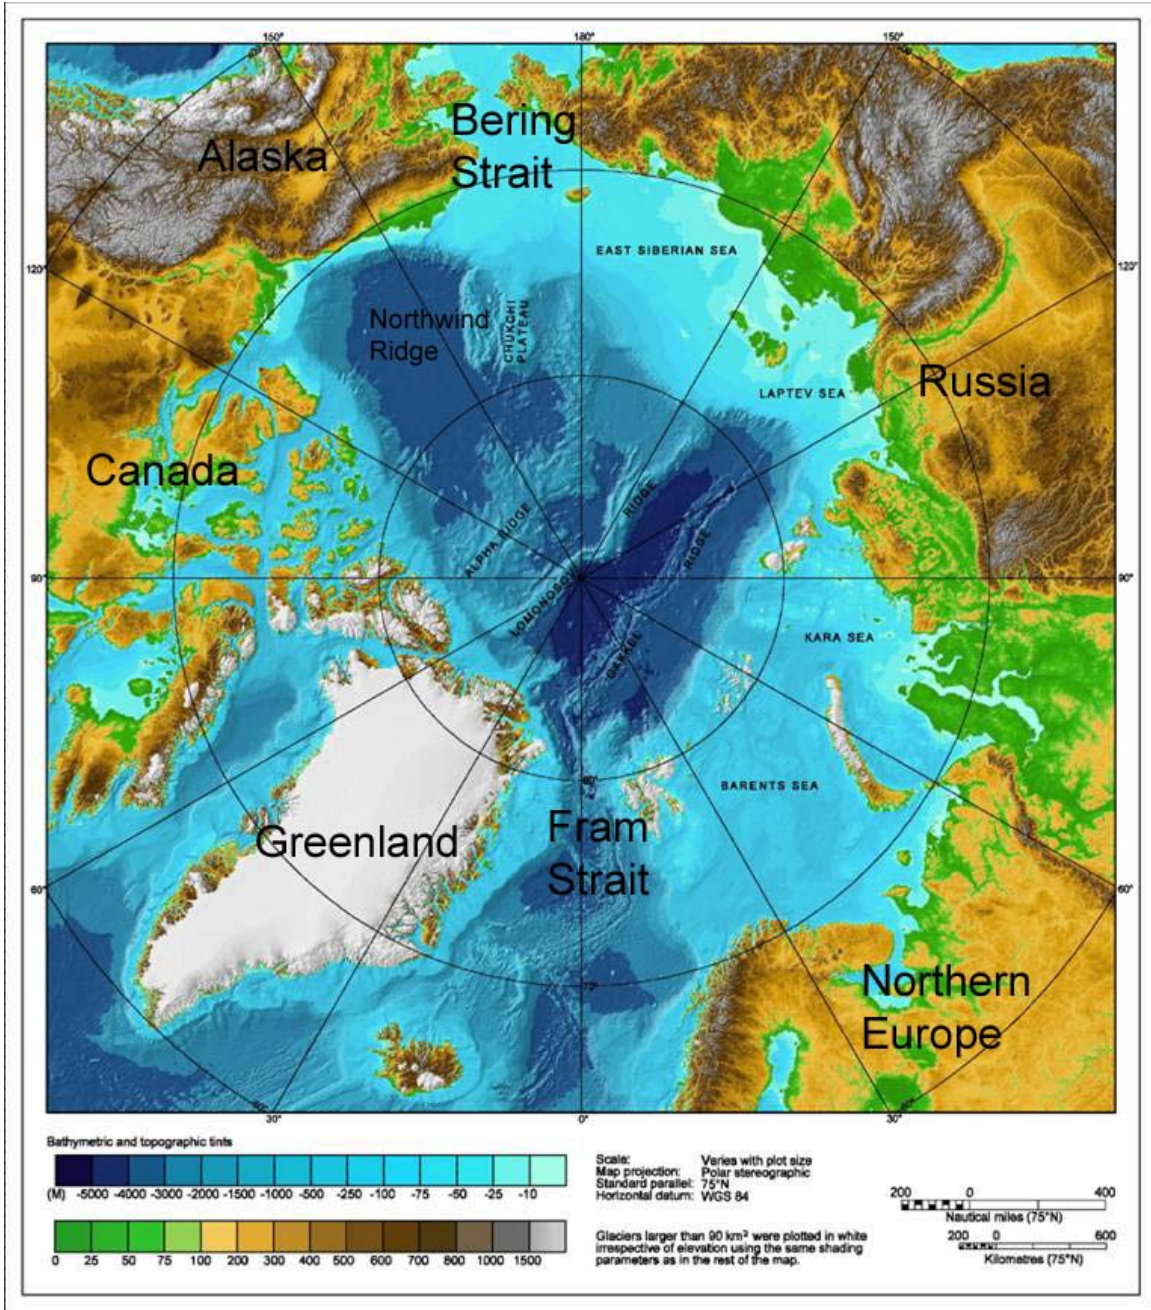 150°
180°
150°
Bering
Strait
Alaska
EAST SIBERIAN SEA
120°
120°
Northwind
Ridge
CHUKCHI
PLATEAU
LAPTEV SEA
Russia
Canada
RIDGE
ALPHA RIDGE
RIDGE
90°
90°
LOMONOSOV
KARA SEA
GAKKEL
80°
BARENTS SEA
Greenland
Fram
Strait
60°
60°
70°
Northern
Europe
60°
30°
0°
30°
60°
Bathymetric and topographic tints
(M) -5000 -4000 -3000 -2000 -1500 -1000 -500 -250 -100 -75 -50 -25 -10
0 25 50 75 100 200 300 400 500 600 700 800 1000 1500
Scale: Varies with plot size
Map projection: Polar stereographic
Standard parallel: 75°N
Horizontal datum: WGS 84
Glaciers larger than 90 km² were plotted in white
irrespective of elevation using the same shading
parameters as in the rest of the map.
200 0 400
Nautical miles (75°N)
200 0 600
Kilometres (75°N)